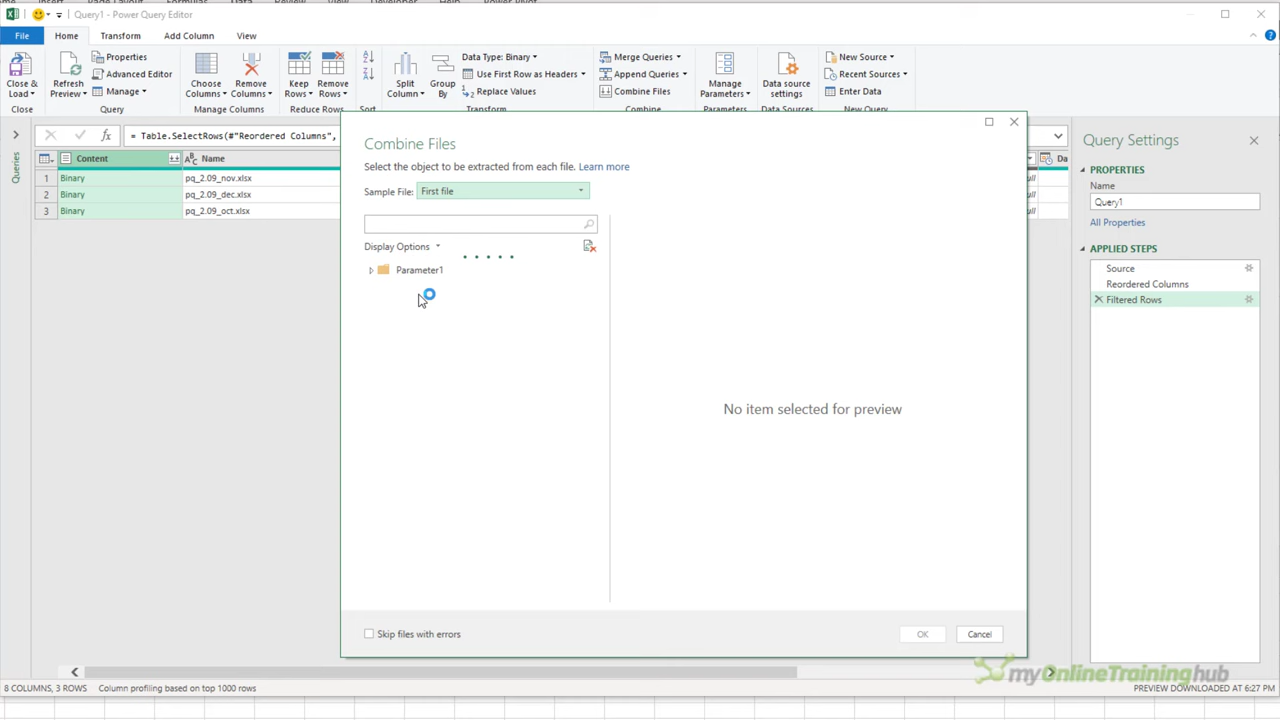 Query1 - Power Query Editor
File Home Transform Add Column View
Close & Load
Refresh Preview
Properties
Advanced Editor
Manage
Choose Columns
Remove Columns
Keep Rows
Remove Rows
Split Column
Group By
Data Type: Binary
Use First Row as Headers
Replace Values
Merge Queries
Append Queries
Combine Files
Manage Parameters
Data source settings
New Source
Recent Sources
Enter Data
Close Query Manage Columns Reduce Rows Sort Transform Combine Parameters Data Sources New Query
= Table.SelectRows(#"Reordered Columns",
Queries
Content Name Da
1 Binary pq_2.09_nov.xlsx null
2 Binary pq_2.09_dec.xlsx null
3 Binary pq_2.09_oct.xlsx null
Combine Files
Select the object to be extracted from each file. Learn more
Sample File: First file
Display Options
Parameter1
No item selected for preview
Skip files with errors
OK Cancel
Query Settings
PROPERTIES
Name
Query1
All Properties
APPLIED STEPS
Source
Reordered Columns
Filtered Rows
myOnlineTraininghub
8 COLUMNS, 3 ROWS Column profiling based on top 1000 rows
PREVIEW DOWNLOADED AT 6:27 PM